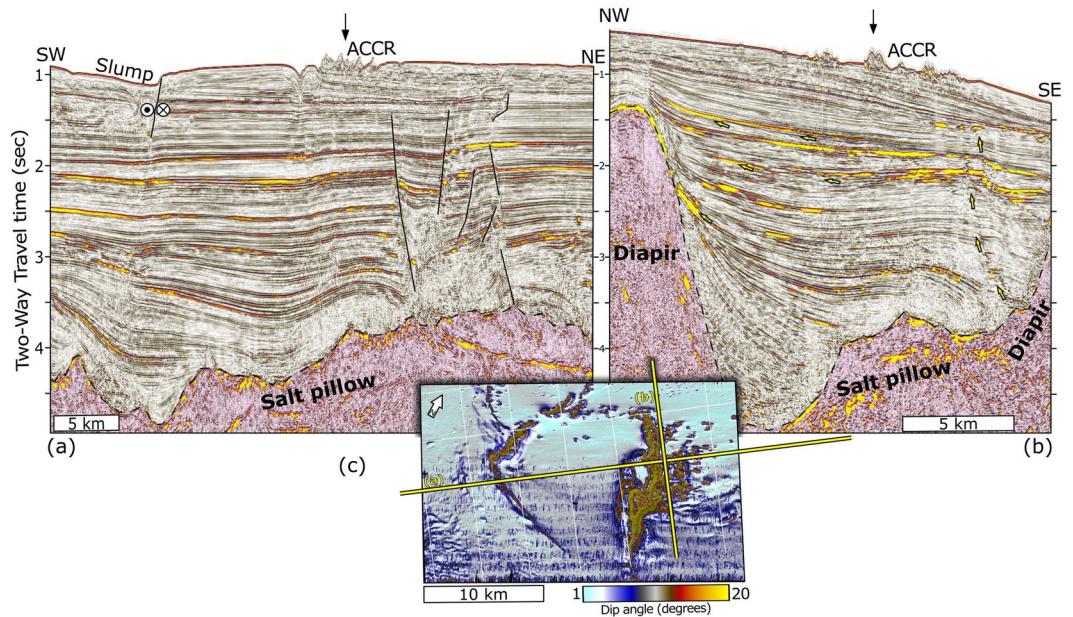 SW
Slump
ACCR
NE
NW
ACCR
SE
Two-Way Travel time (sec)
1
2
3
4
1
2
3
4
Diapir
Salt pillow
Salt pillow
Diapir
5 km
5 km
(a)
(c)
(b)
(a)
(b)
10 km
1
20
Dip angle (degrees)